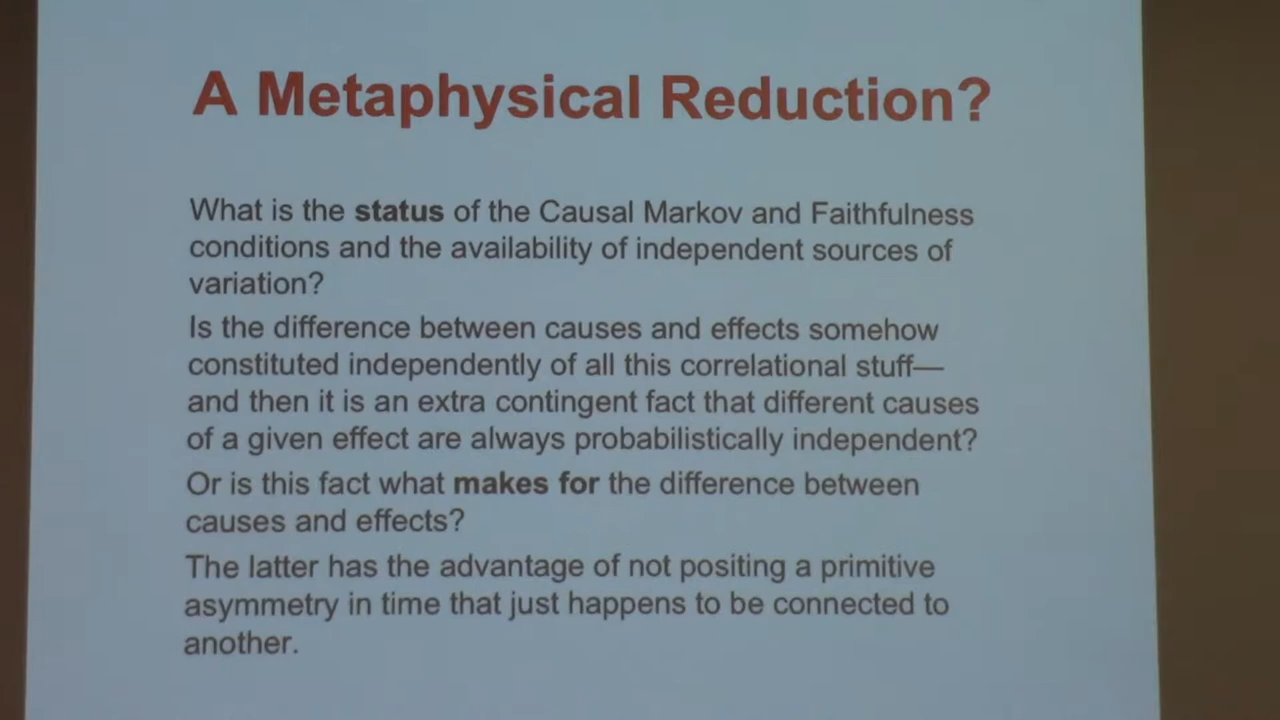 A Metaphysical Reduction?
What is the status of the Causal Markov and Faithfulness
conditions and the availability of independent sources of
variation?
Is the difference between causes and effects somehow
constituted independently of all this correlational stuff—
and then it is an extra contingent fact that different causes
of a given effect are always probabilistically independent?
Or is this fact what makes for the difference between
causes and effects?
The latter has the advantage of not positing a primitive
asymmetry in time that just happens to be connected to
another.